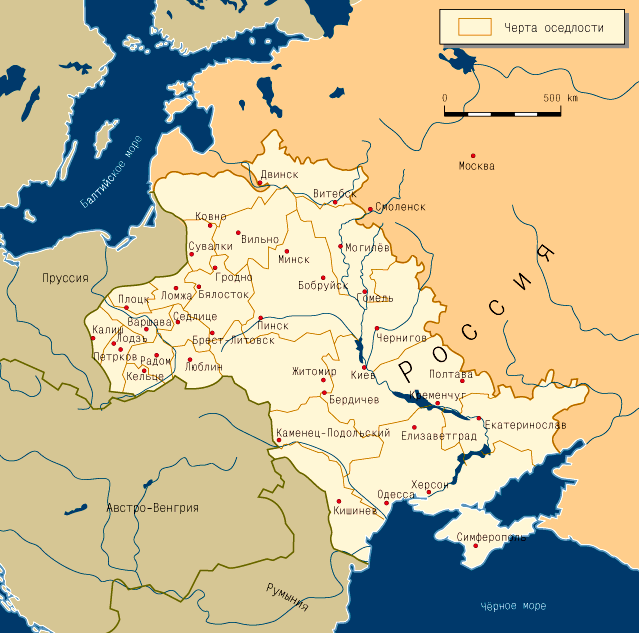 Черта оседлости
0 500 km
Балтийское море
Москва
Двинск
Витебск
Смоленск
Ковно
Вильно
Сувалки
Могилёв
Минск
Пруссия
Гродно
Бобруйск
Ломжа
Бялосток
Плоцк
Гомель
РОССИЯ
Седлице
Варшава
Пинск
Калиш
Лодзь
Брест-Литовск
Чернигов
Петрков
Радом
Люблин
Кельце
Житомир
Киев
Полтава
Бердичев
Кременчуг
Екатеринослав
Каменец-Подольский
Елизаветград
Херсон
Одесса
Австро-Венгрия
Кишинев
Симферополь
Румыния
Чёрное море